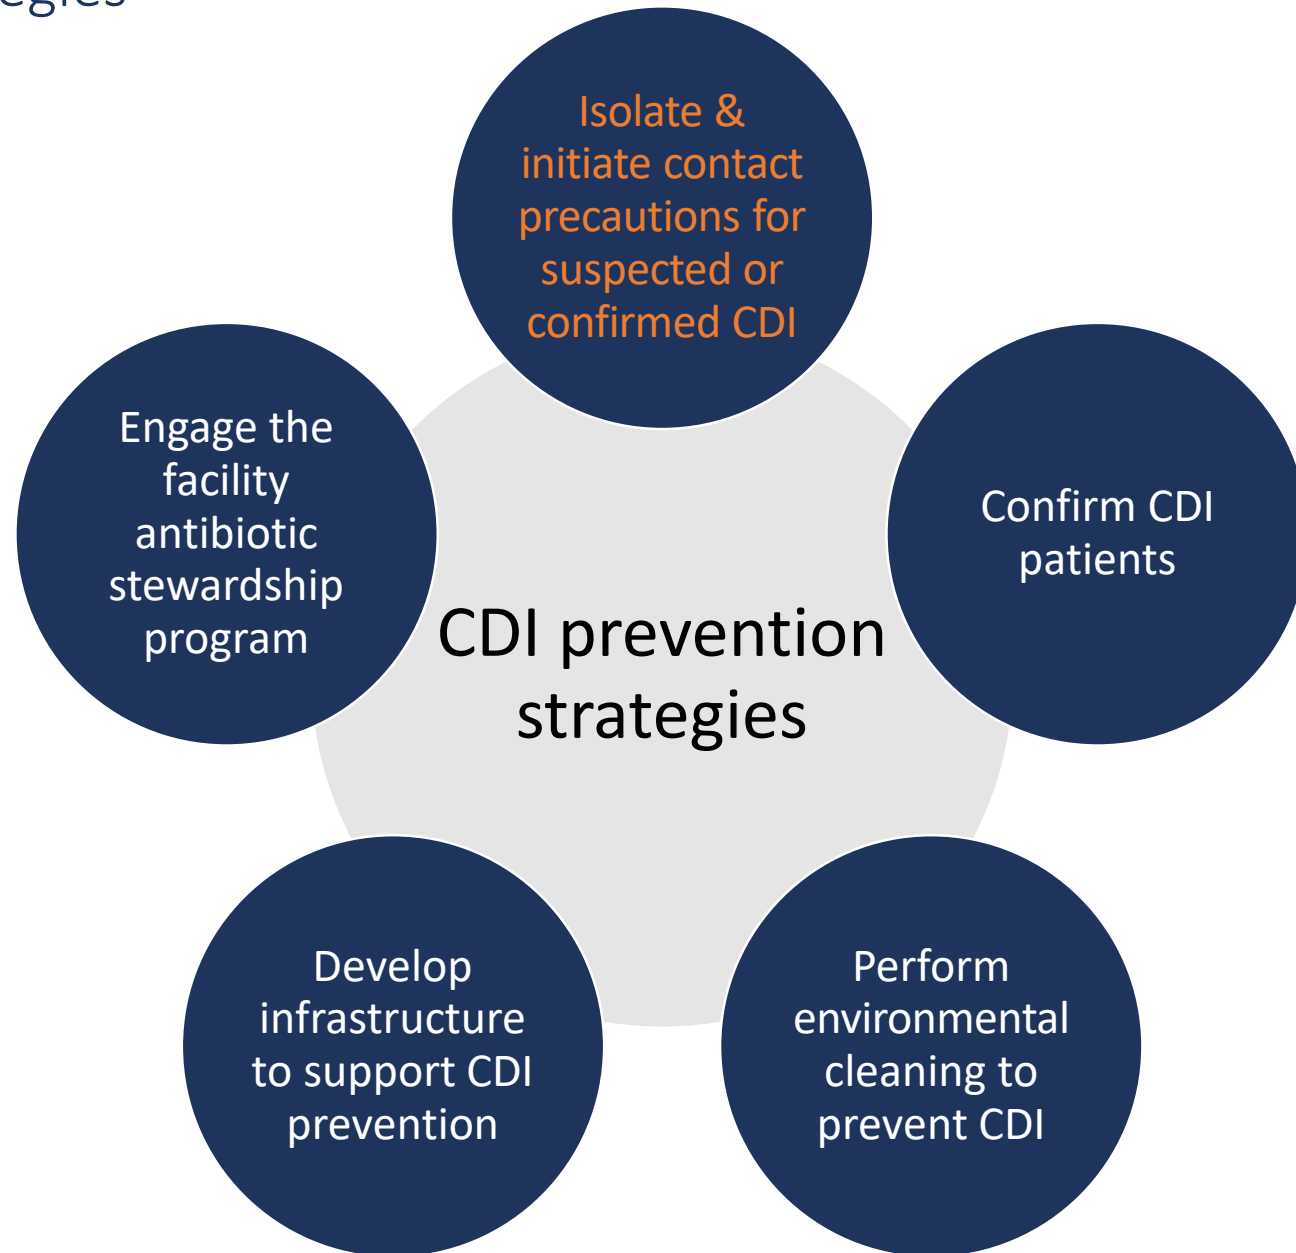 Isolate &
initiate contact
precautions for
suspected or
confirmed CDI
Confirm CDI
patients
Perform
environmental
cleaning to
prevent CDI
Develop
infrastructure
to support CDI
prevention
Engage the
facility
antibiotic
stewardship
program
CDI prevention
strategies